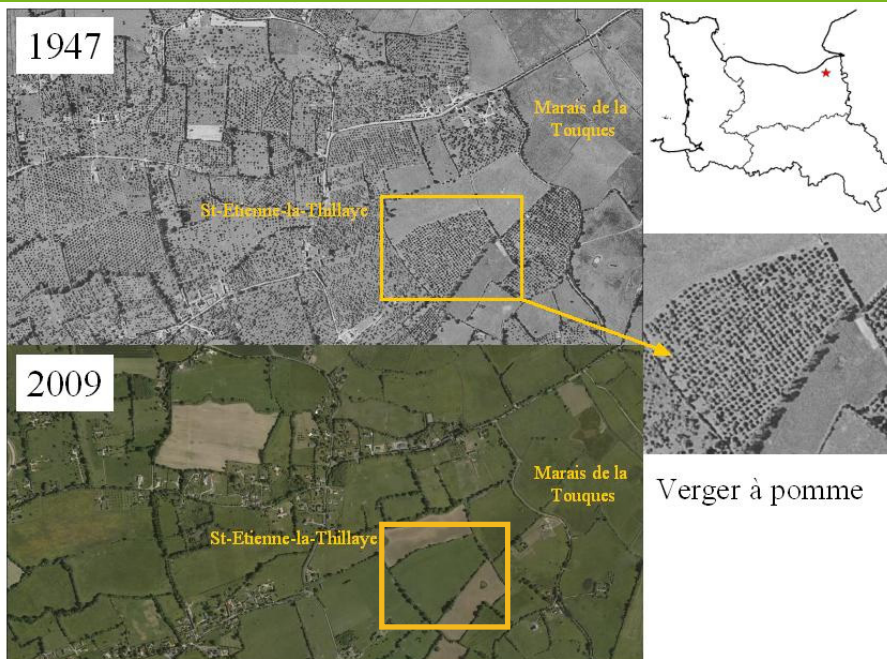 1947
Marais de la
Touques
St-Etienne-la-Thillaye
2009
Marais de la
Touques
St-Etienne-la-Thillaye
Verger à pomme